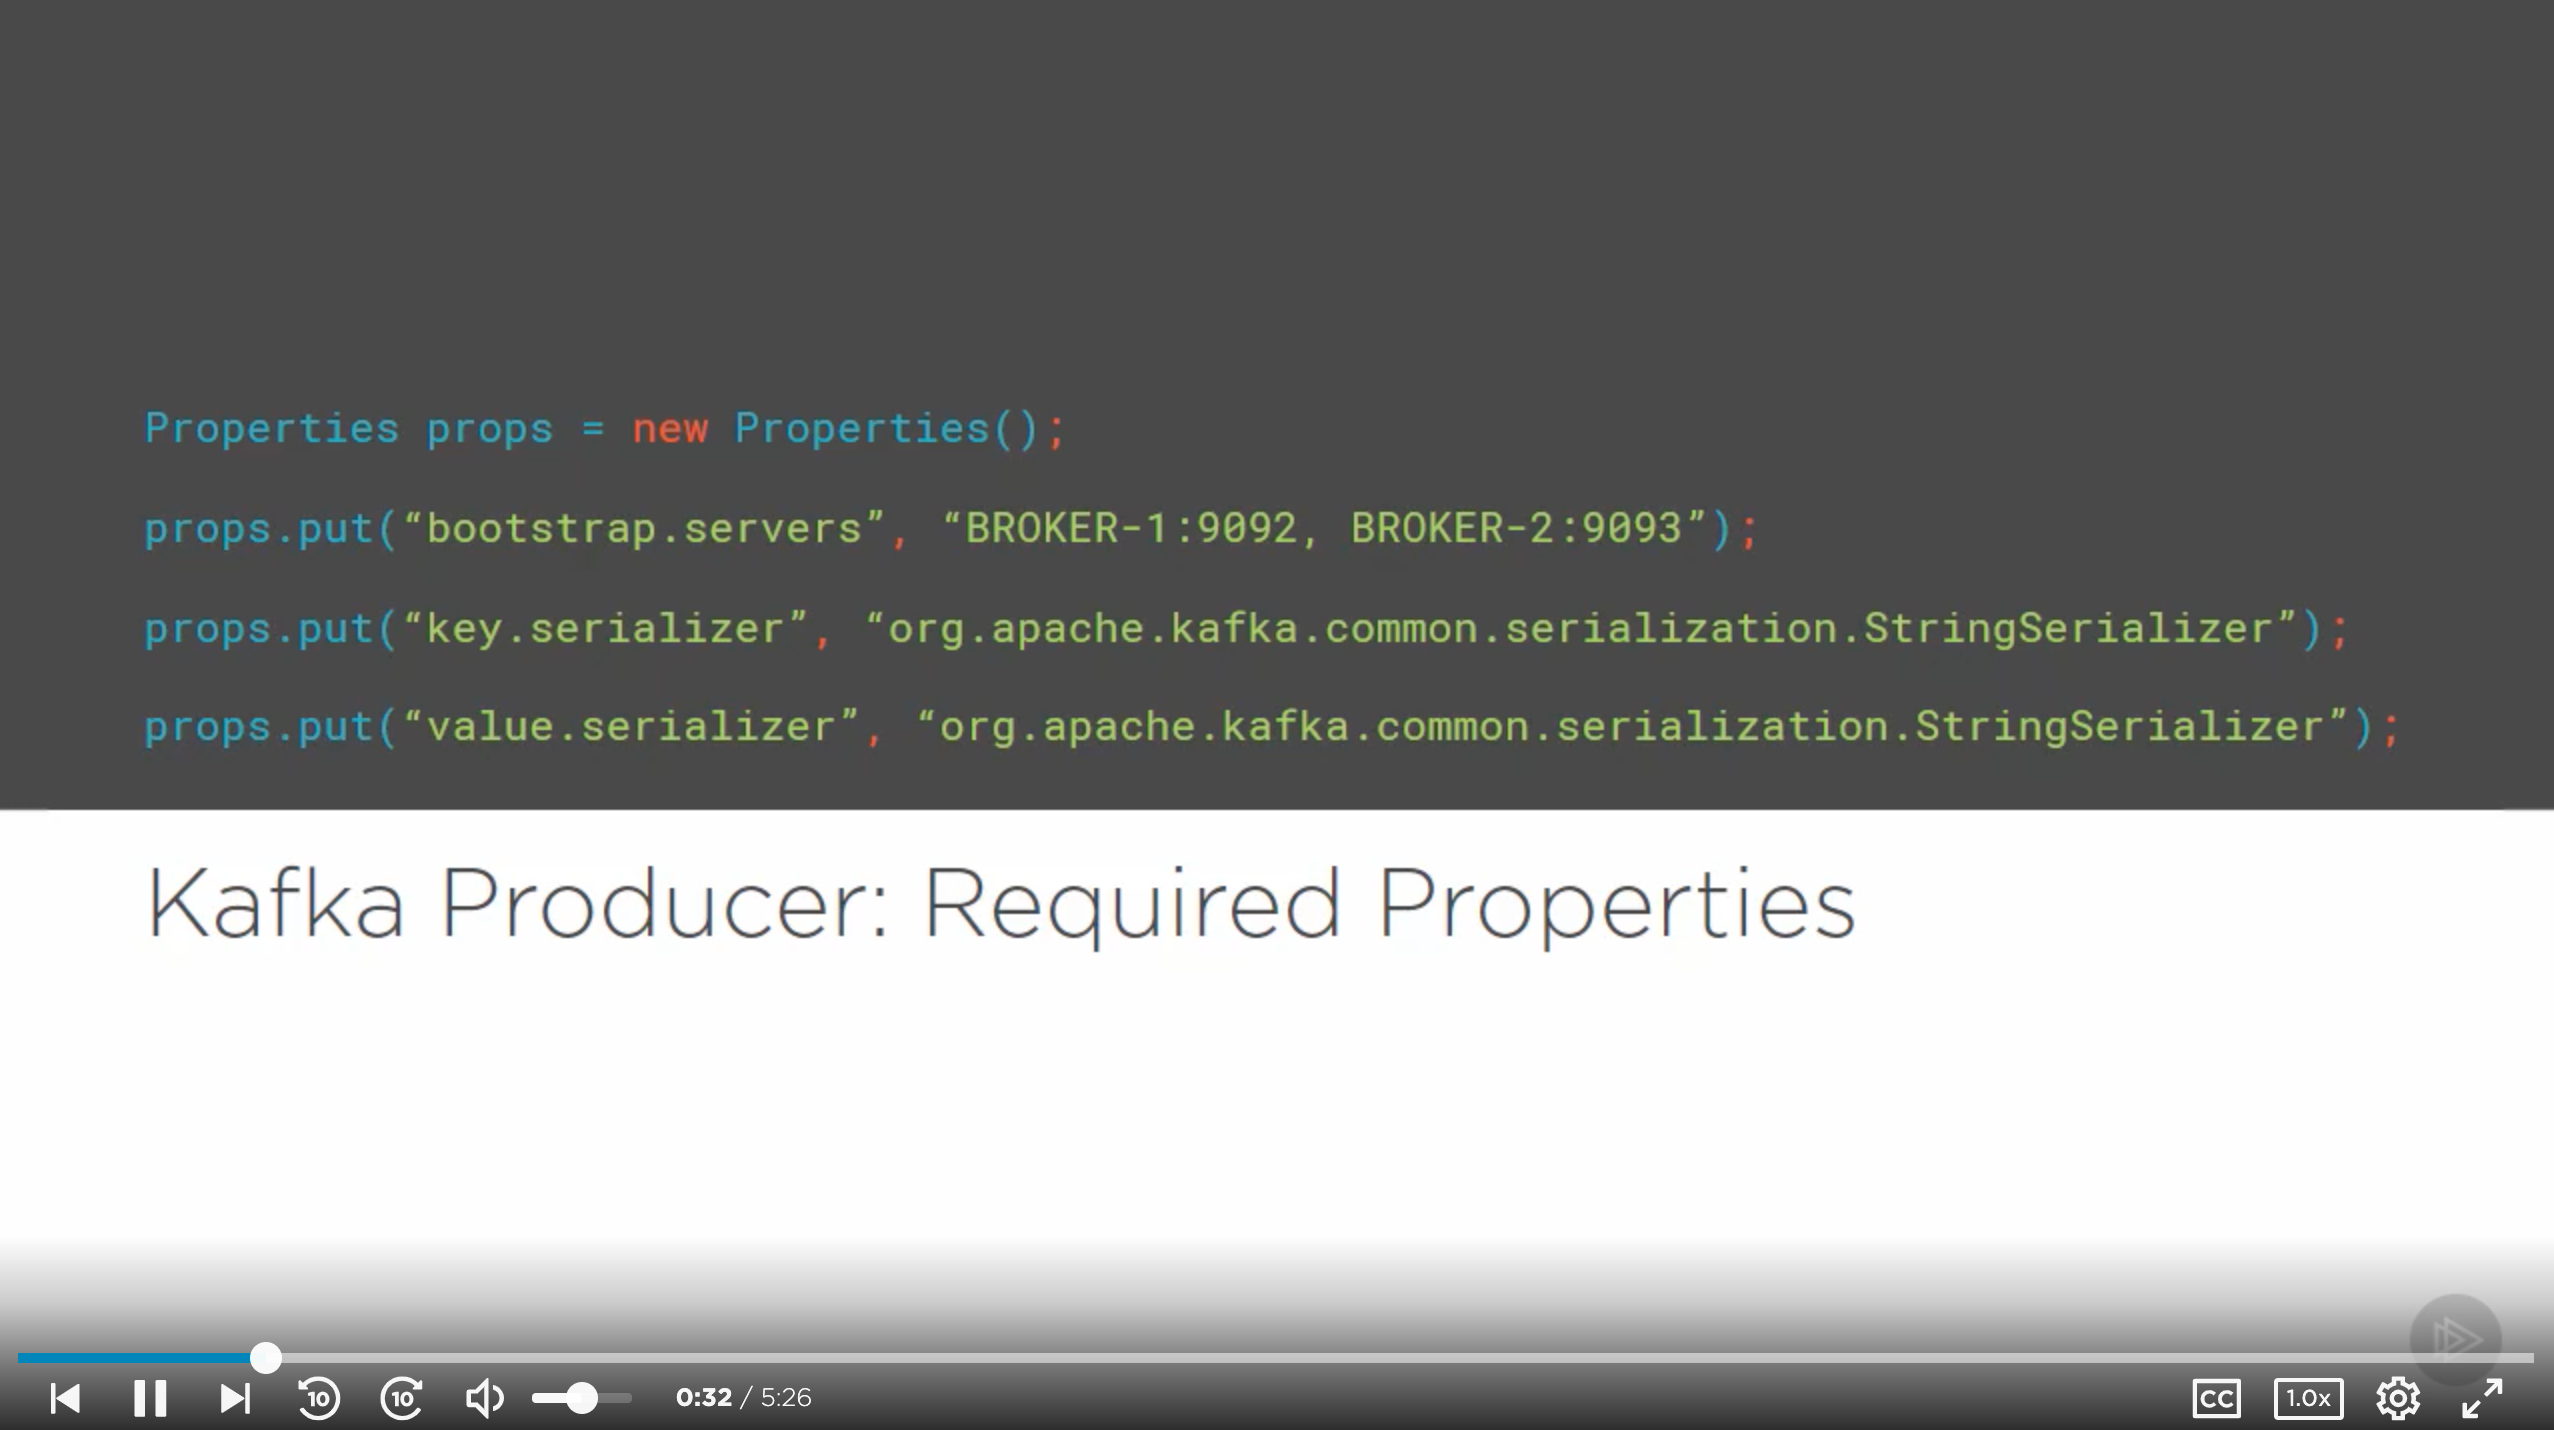 Properties props = new Properties();
props.put(“bootstrap.servers”, “BROKER-1:9092, BROKER-2:9093”);
props.put(“key.serializer”, “org.apache.kafka.common.serialization.StringSerializer”);
props.put(“value.serializer”, “org.apache.kafka.common.serialization.StringSerializer”);
Kafka Producer: Required Properties
10 10 0:32 / 5:26 CC 1.0x